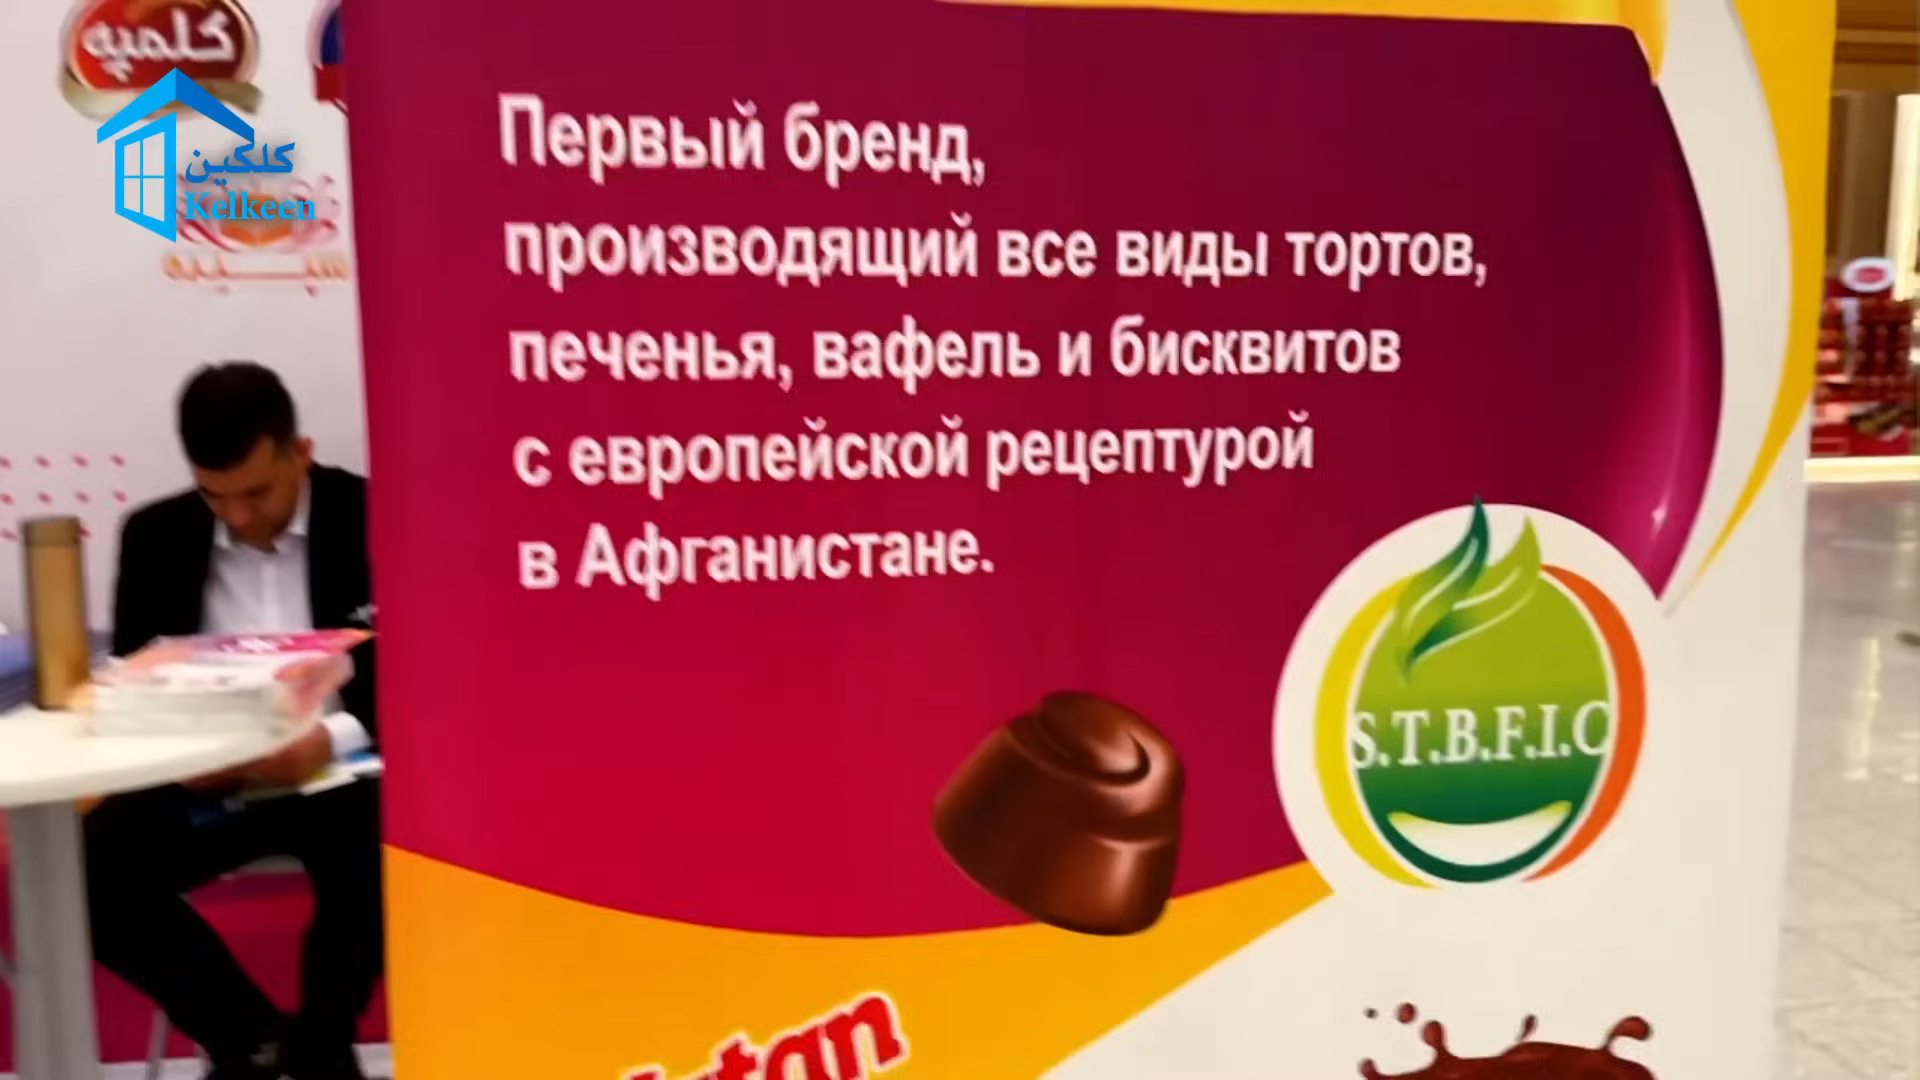 کلمپه
کلکین
Kelkeen
Первый бренд,
производящий все виды тортов,
печенья, вафель и бисквитов
с европейской рецептурой
в Афганистане.
S.T.B.F.I.C